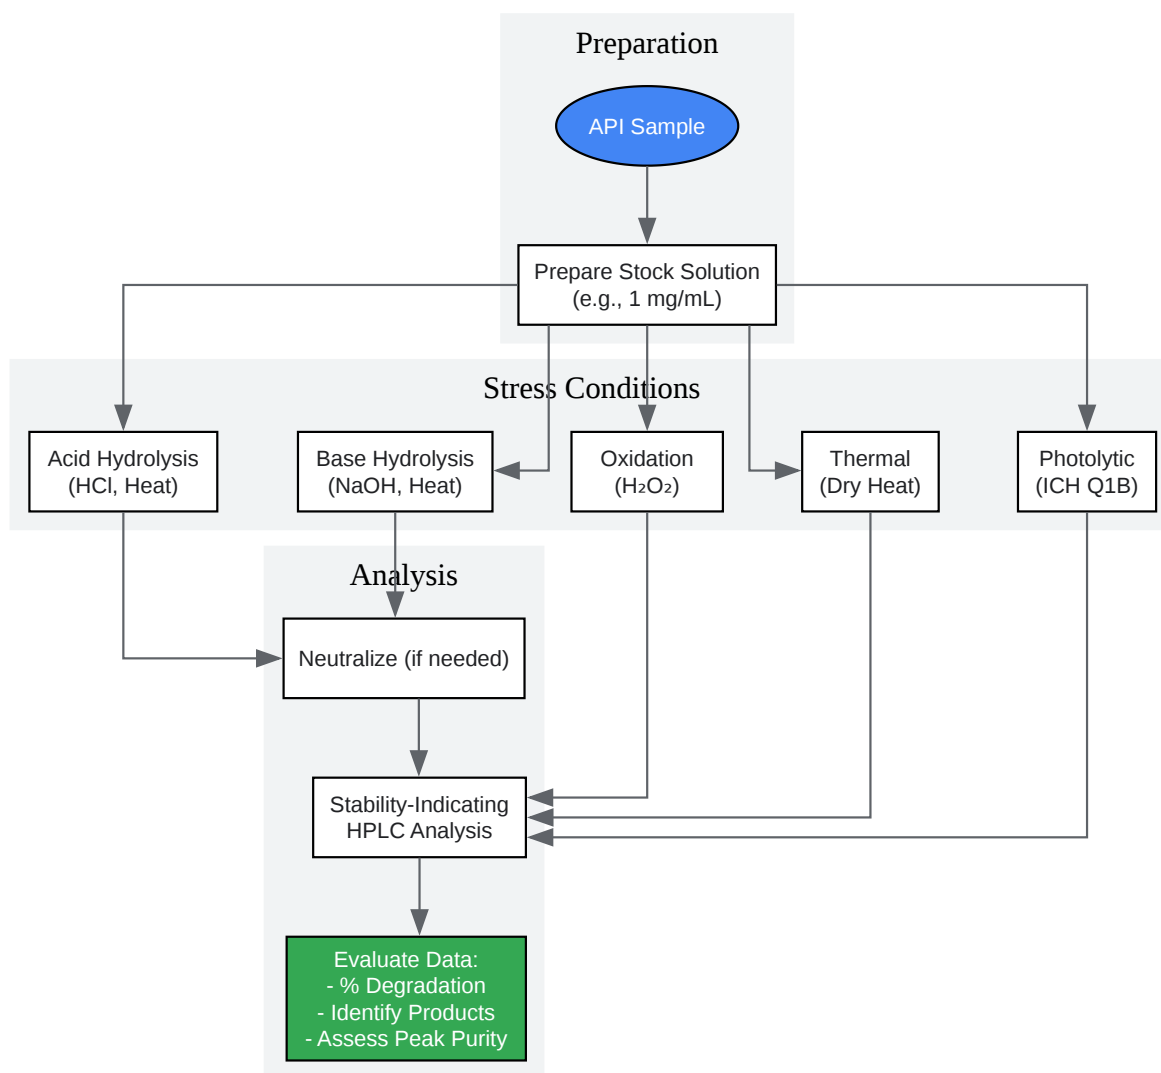 Preparation
API Sample
Prepare Stock Solution
(e.g., 1 mg/mL)
Stress Conditions
Acid Hydrolysis
(HCl, Heat)
Base Hydrolysis
(NaOH, Heat)
Oxidation
(H₂O₂)
Thermal
(Dry Heat)
Photolytic
(ICH Q1B)
Analysis
Neutralize (if needed)
Stability-Indicating
HPLC Analysis
Evaluate Data:
- % Degradation
- Identify Products
- Assess Peak Purity